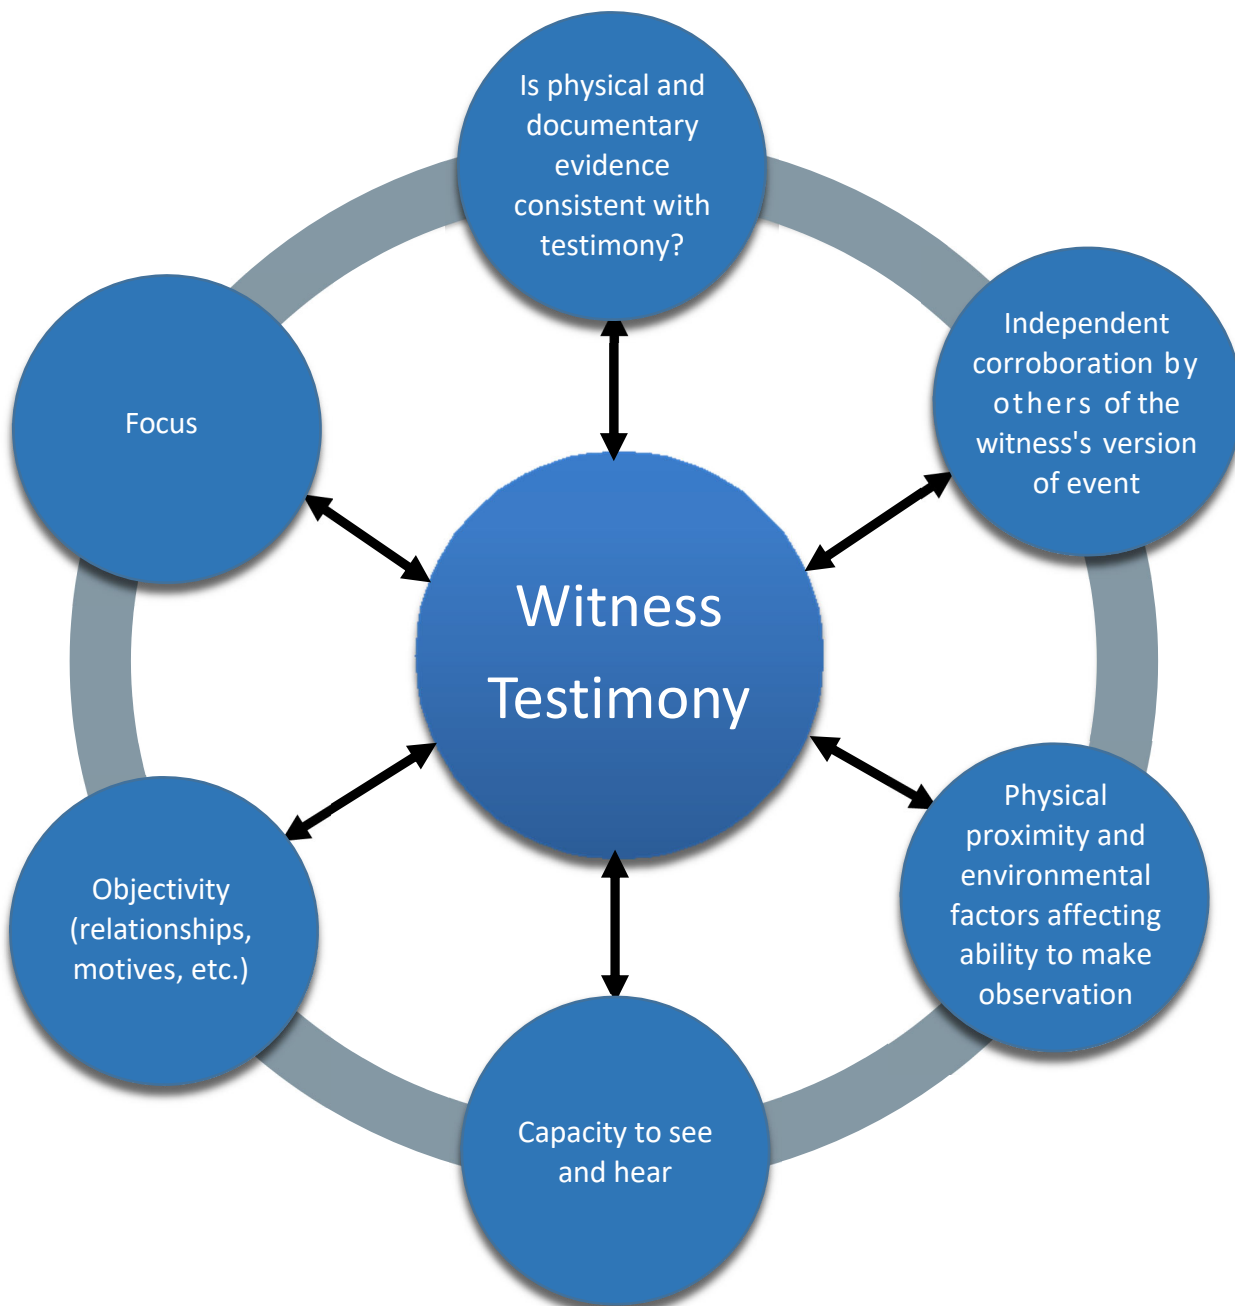 Is physical and
documentary
evidence
consistent with
testimony?
Independent
corroboration by
others of the
witness's version
of event
Physical
proximity and
environmental
factors affecting
ability to make
observation
Capacity to see
and hear
Objectivity
(relationships,
motives, etc.)
Focus
Witness
Testimony